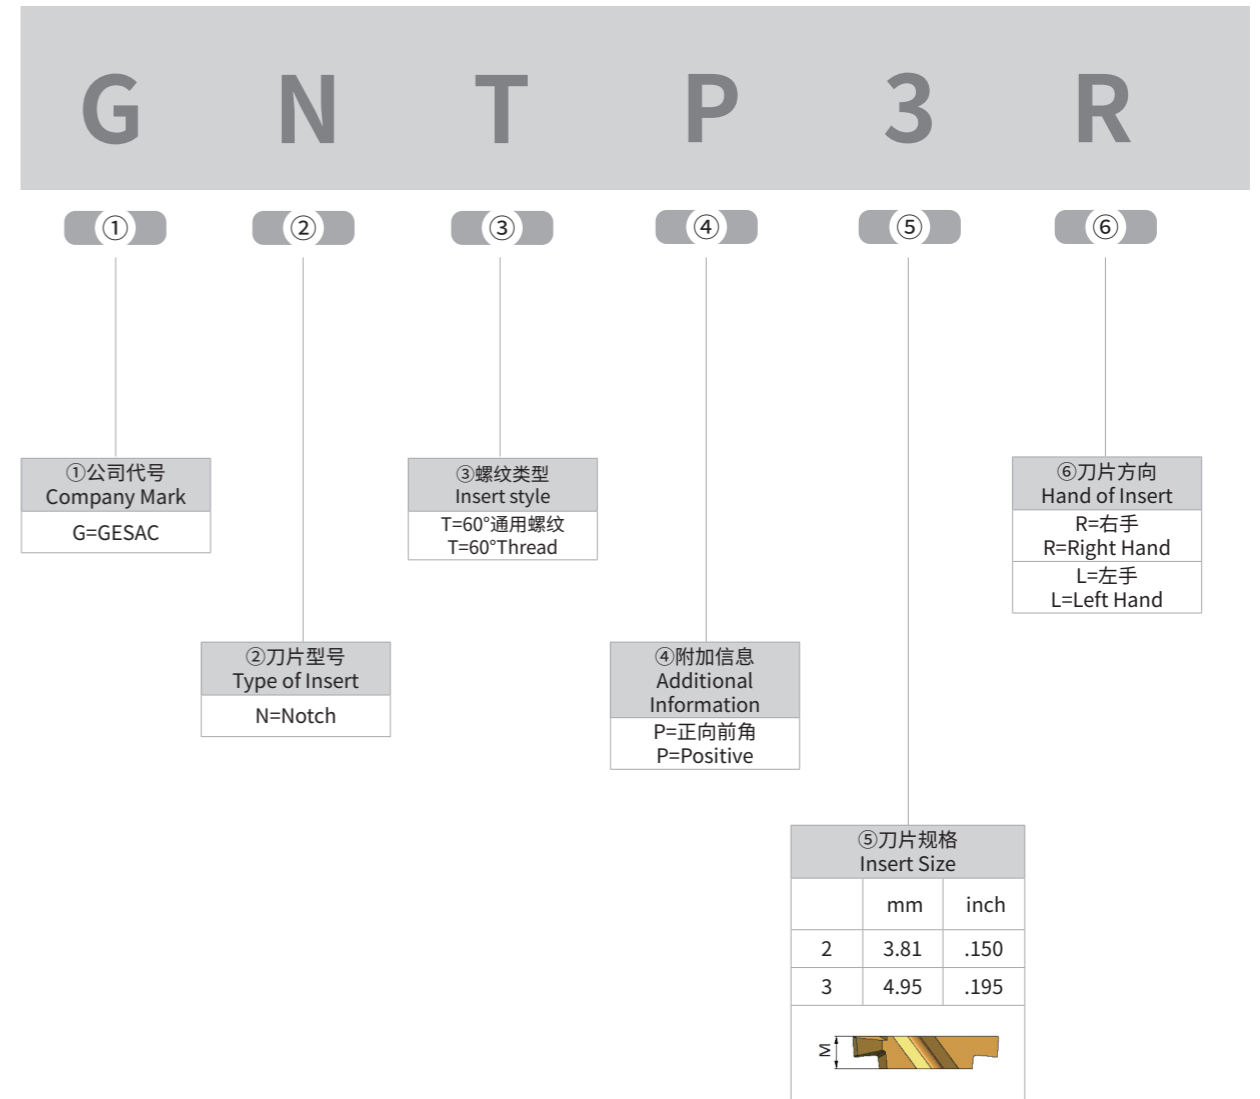 G N T P 3 R
① ② ③ ④ ⑤ ⑥
①公司代号
Company Mark
G=GESAC
②刀片型号
Type of Insert
N=Notch
③螺纹类型
Insert style
T=60°通用螺纹
T=60°Thread
④附加信息
Additional
Information
P=正向前角
P=Positive
⑤刀片规格
Insert Size
mm inch
2 3.81 .150
3 4.95 .195
M
⑥刀片方向
Hand of Insert
R=右手
R=Right Hand
L=左手
L=Left Hand